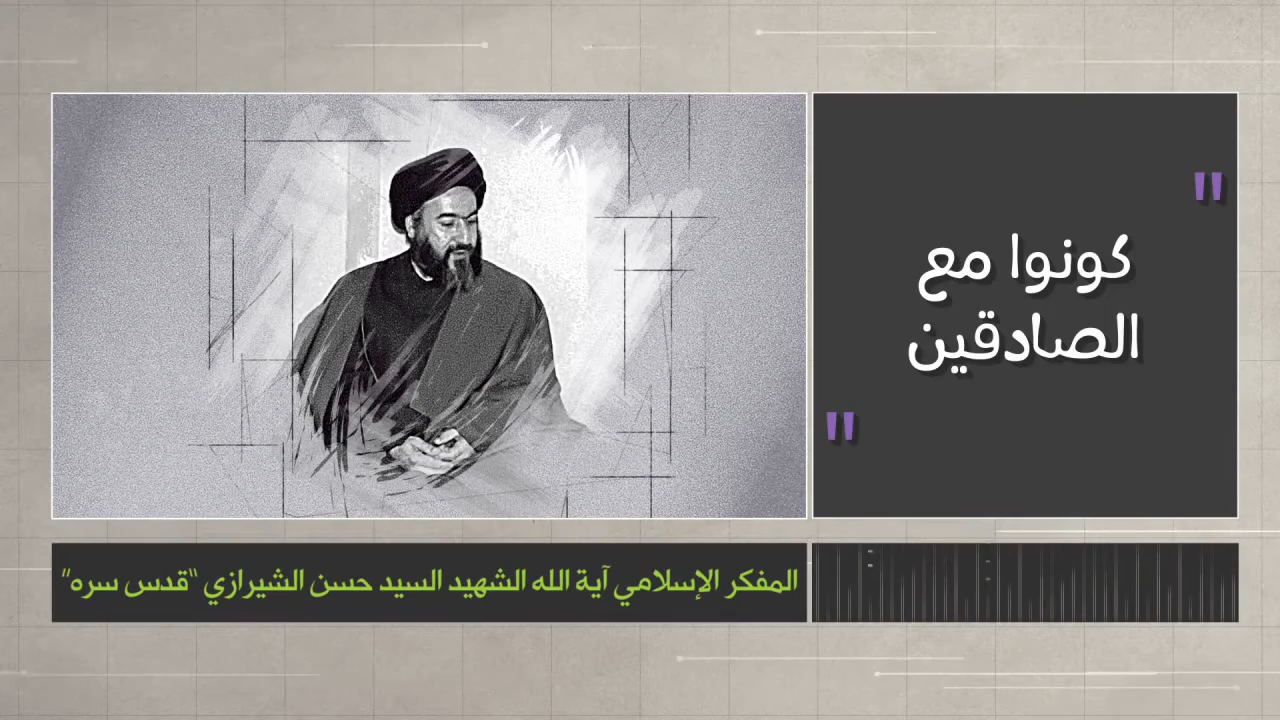 "
كونوا مع
الصادقين
"
المفكر الإسلامي آية الله الشهيد السيد حسن الشيرازي "قدس سره"